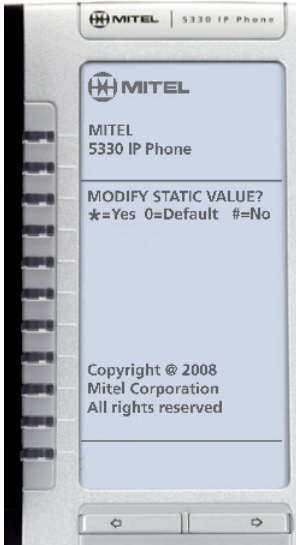 MITEL | 5330 IP Phone
MITEL
MITEL
5330 IP Phone
MODIFY STATIC VALUE?
*=Yes 0=Default #=No
Copyright @ 2008
Mitel Corporation
All rights reserved